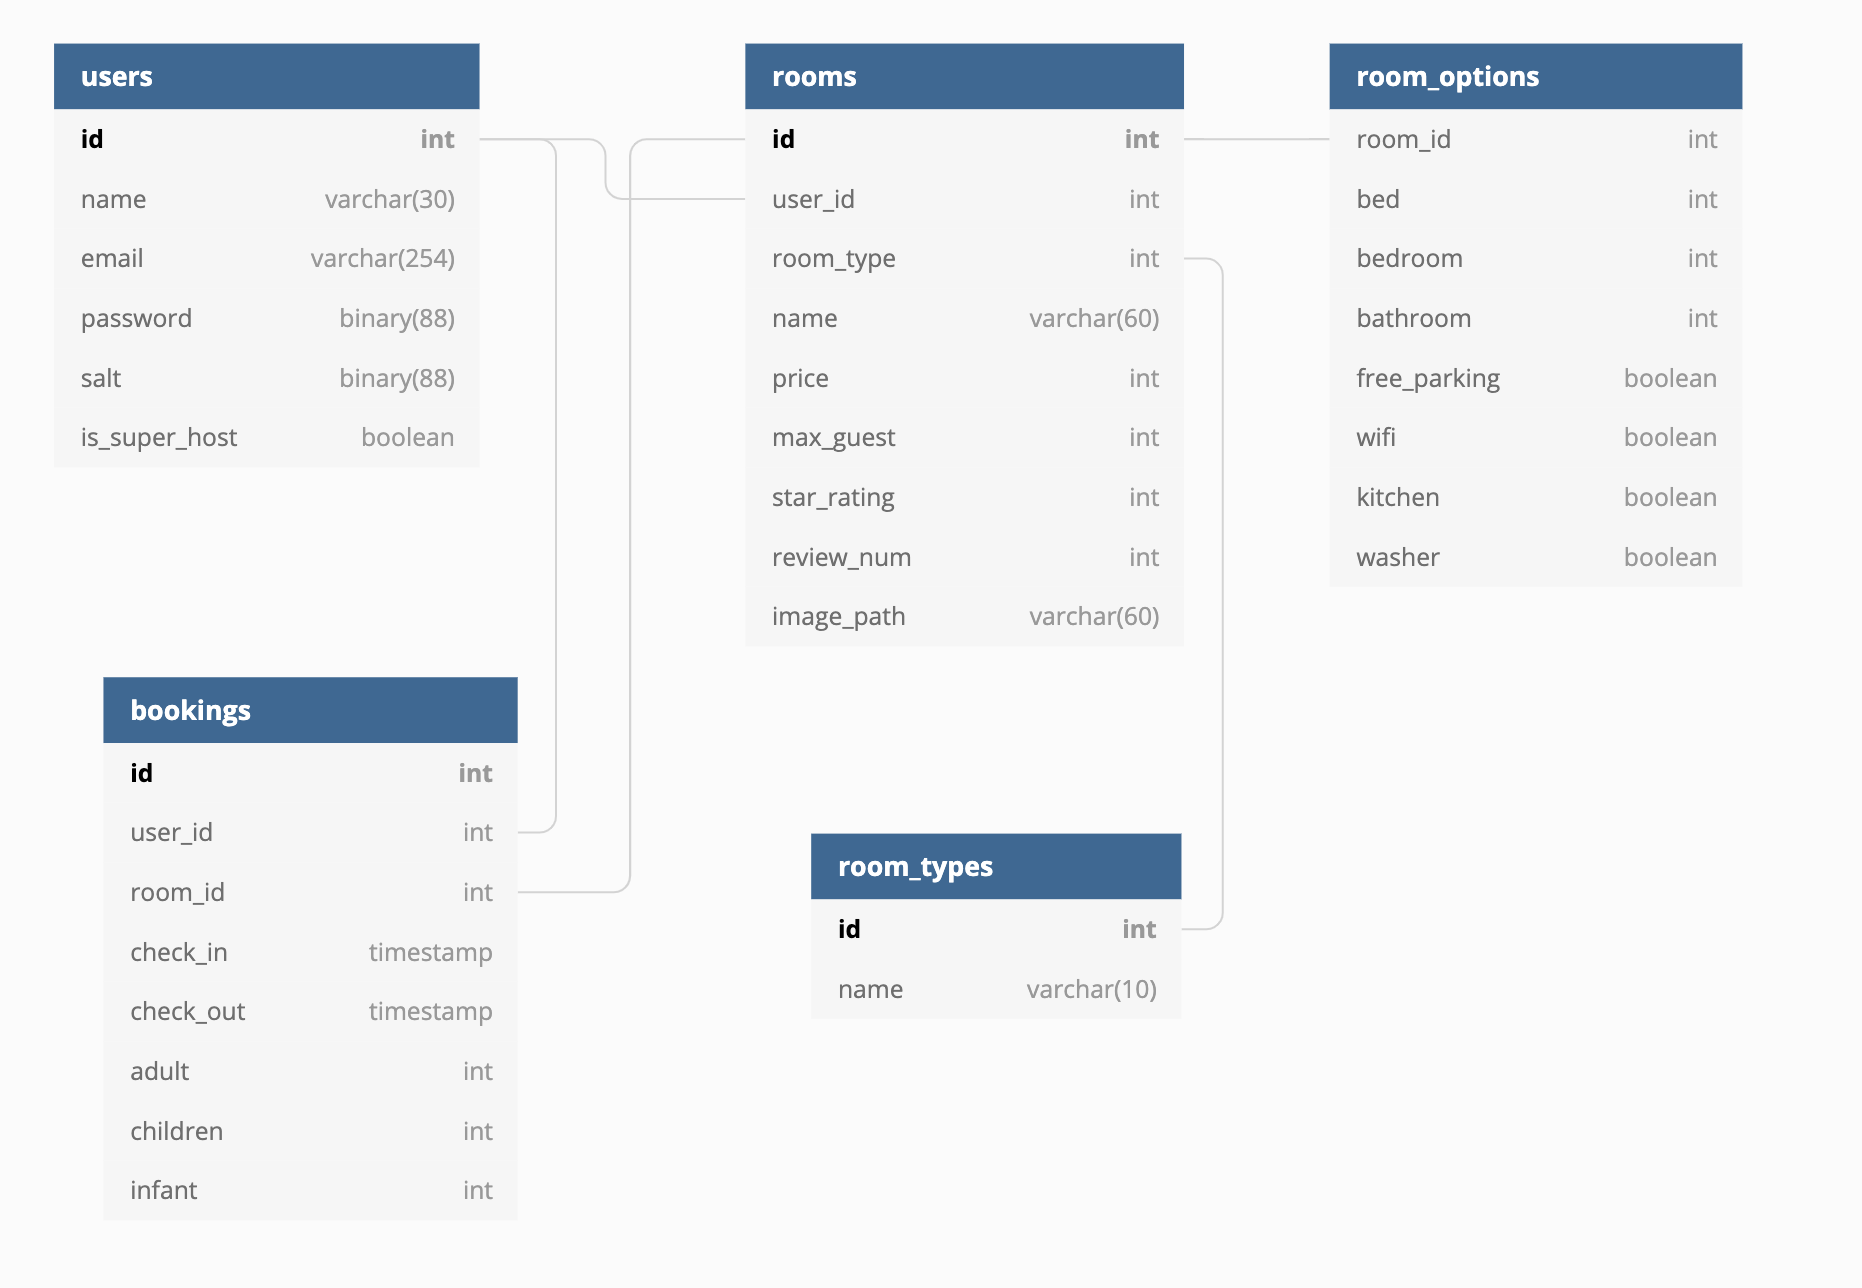 users
id int
name varchar(30)
email varchar(254)
password binary(88)
salt binary(88)
is_super_host boolean
rooms
id int
user_id int
room_type int
name varchar(60)
price int
max_guest int
star_rating int
review_num int
image_path varchar(60)
room_options
room_id int
bed int
bedroom int
bathroom int
free_parking boolean
wifi boolean
kitchen boolean
washer boolean
bookings
id int
user_id int
room_id int
check_in timestamp
check_out timestamp
adult int
children int
infant int
room_types
id int
name varchar(10)